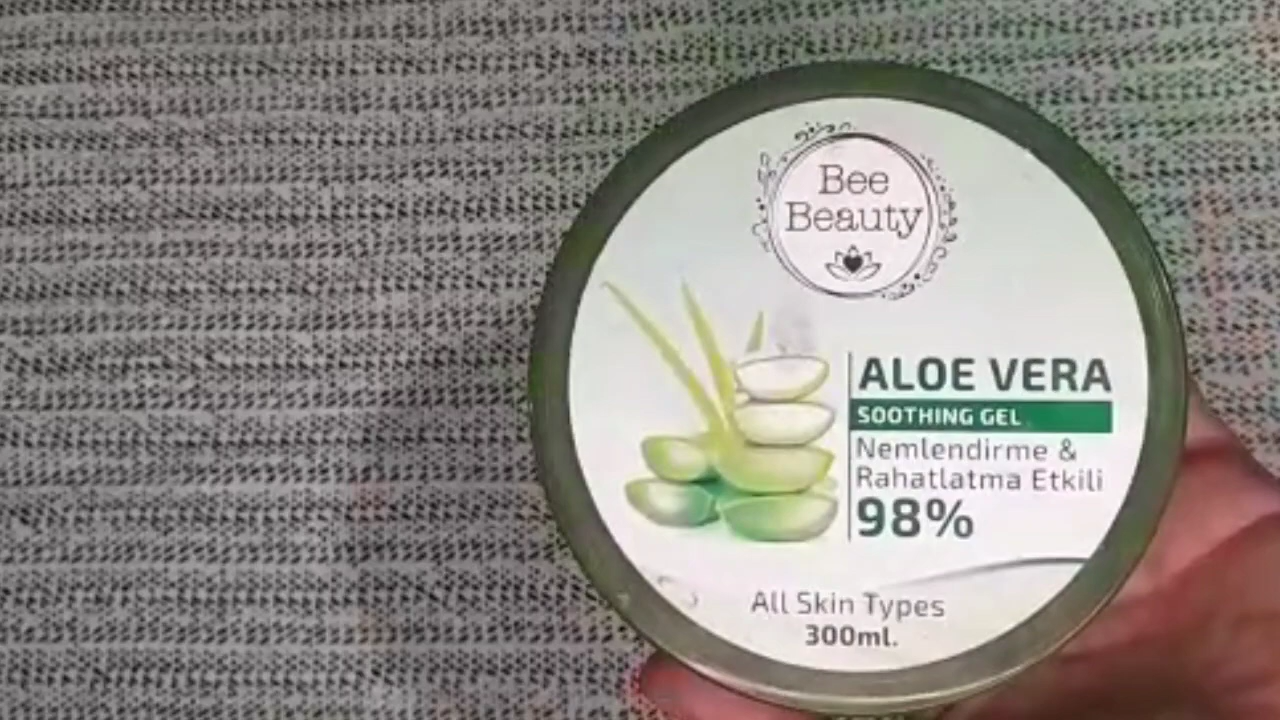 Bee
Beauty
ALOE VERA
SOOTHING GEL
Nemlendirme &
Rahatlatma Etkili
98%
All Skin Types
300ml.